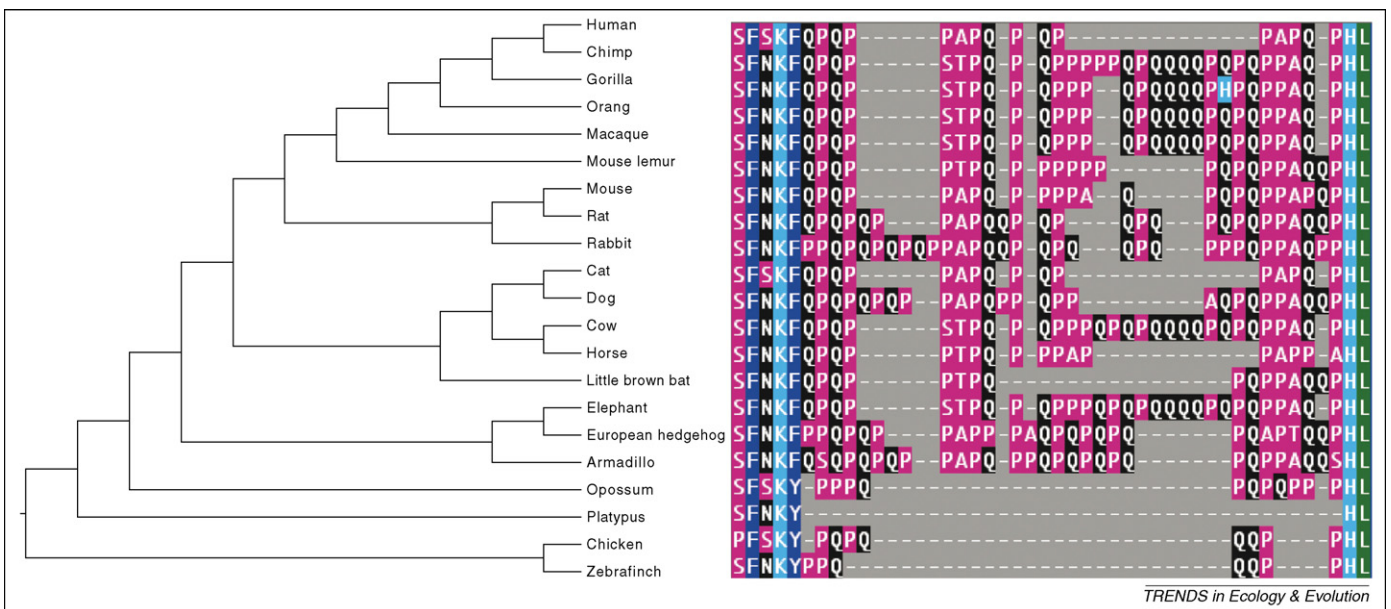 Human SFSKFQPQP------PAPQ-P-QP--------------PAPQ-PHL
Chimp SFNKFQPQP------STPQ-P-QPPPPPQPQQQQPQPQPPAQ-PHL
Gorilla SFNKFQPQP------STPQ-P-QPPP--QPQQQQPHPQPPAQ-PHL
Orang SFNKFQPQP------STPQ-P-QPPP--QPQQQQPQPQPPAQ-PHL
Macaque SFNKFQPQP------STPQ-P-QPPP--QPQQQQPQPQPPAQ-PHL
Mouse lemur SFNKFQPQP------PTPQ-P-PPPPP-------PQPQPPAQQPHL
Mouse SFNKFQPQP------PAPQ-P-PPPA--Q-----PQPQPPAPQPHL
Rat SFNKFQPQPQP----PAPQQP-QP----QPQ---PQPQPPAQQPHL
Rabbit SFNKFPPQPQPQPQPPAPQQP-QPQ---QPQ---PPPQPPAQPPHL
Cat SFSKFQPQP------PAPQ-P-QP--------------PAPQ-PHL
Dog SFNKFQPQPQPQP--PAPQPP-QPP---------AQPQPPAQQPHL
Cow SFNKFQPQP------STPQ-P-QPPPQPQPQQQQPQPQPPAQ-PHL
Horse SFNKFQPQP------PTPQ-P-PPAP------------PAPP-AHL
Little brown bat SFNKFQPQP------PTPQ-----------------PQPPAQQPHL
Elephant SFNKFQPQP------STPQ-P-QPPPQPQPQQQQPQPQPPAQ-PHL
European hedgehog SFNKFPPQPQP----PAPP-PAQPQPQPQ-------PQAPTQQPHL
Armadillo SFNKFQSQPQPQP--PAPQ-PPQPQPQPQ-------PQPPAQQSHL
Opossum SFSKY-PPPQ--------------------------PQPQPP-PHL
Platypus SFNKY---------------------------------------HL
Chicken PFSKY-PQPQ--------------------------QQP----PHL
Zebrafinch SFNKYPPQ----------------------------QQP----PHL
TRENDS in Ecology & Evolution